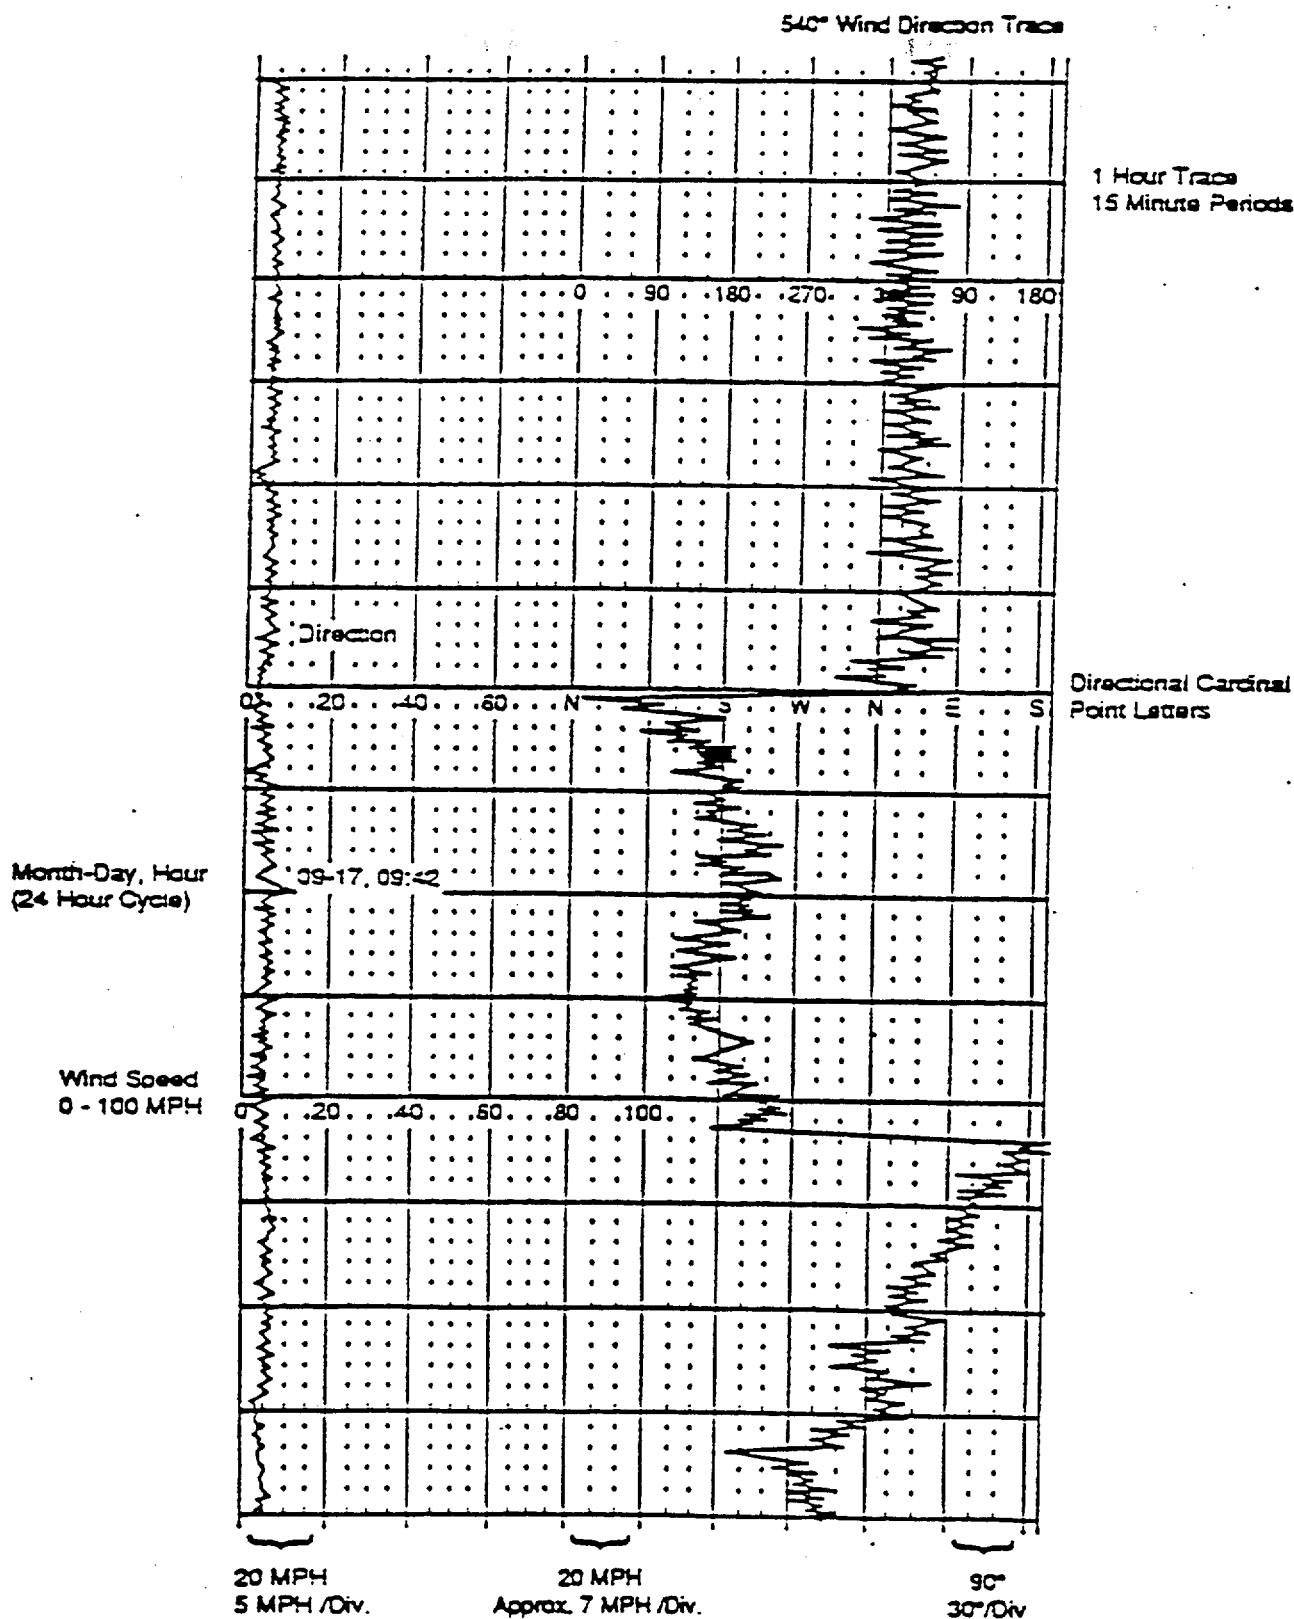 540° Wind Direction Trace
1 Hour Trace
15 Minute Periods
0 90 180 270 90 180
Direction
0 20 40 60 N S W N E S
Directional Cardinal
Point Letters
Month-Day, Hour
(24 Hour Cycle)
09-17, 09:42
Wind Speed
0 - 100 MPH
0 20 40 60 80 100
20 MPH
5 MPH /Div.
20 MPH
Approx. 7 MPH /Div.
90°
30°/Div